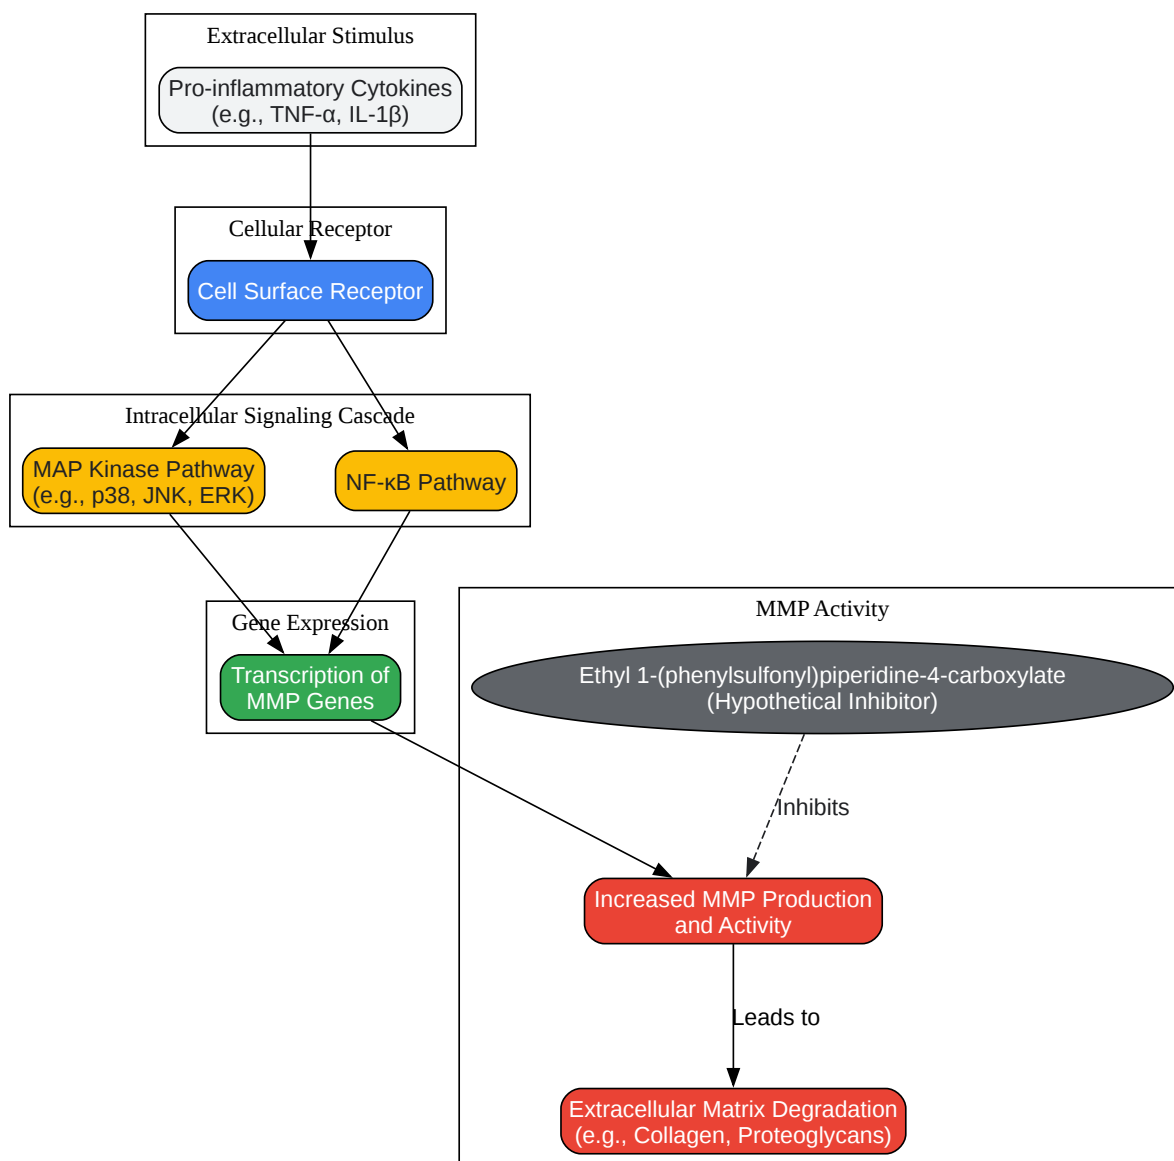 Extracellular Stimulus
Pro-inflammatory Cytokines
(e.g., TNF-α, IL-1β)
Cellular Receptor
Cell Surface Receptor
Intracellular Signaling Cascade
MAP Kinase Pathway
(e.g., p38, JNK, ERK)
NF-κB Pathway
Gene Expression
Transcription of
MMP Genes
MMP Activity
Ethyl 1-(phenylsulfonyl)piperidine-4-carboxylate
(Hypothetical Inhibitor)
Inhibits
Increased MMP Production
and Activity
Leads to
Extracellular Matrix Degradation
(e.g., Collagen, Proteoglycans)